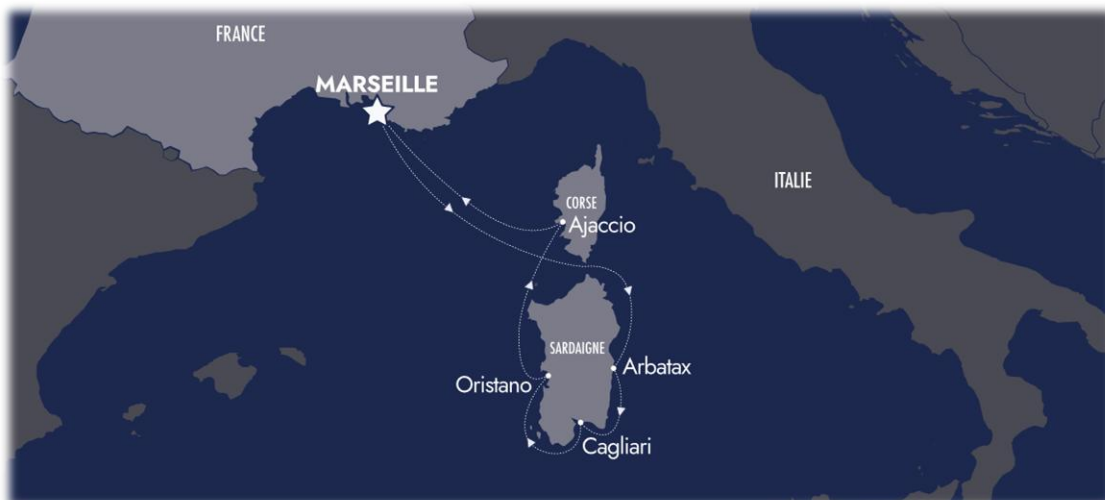 FRANCE
MARSEILLE
ITALIE
CORSE
Ajaccio
SARDAIGNE
Oristano
Arbatax
Cagliari